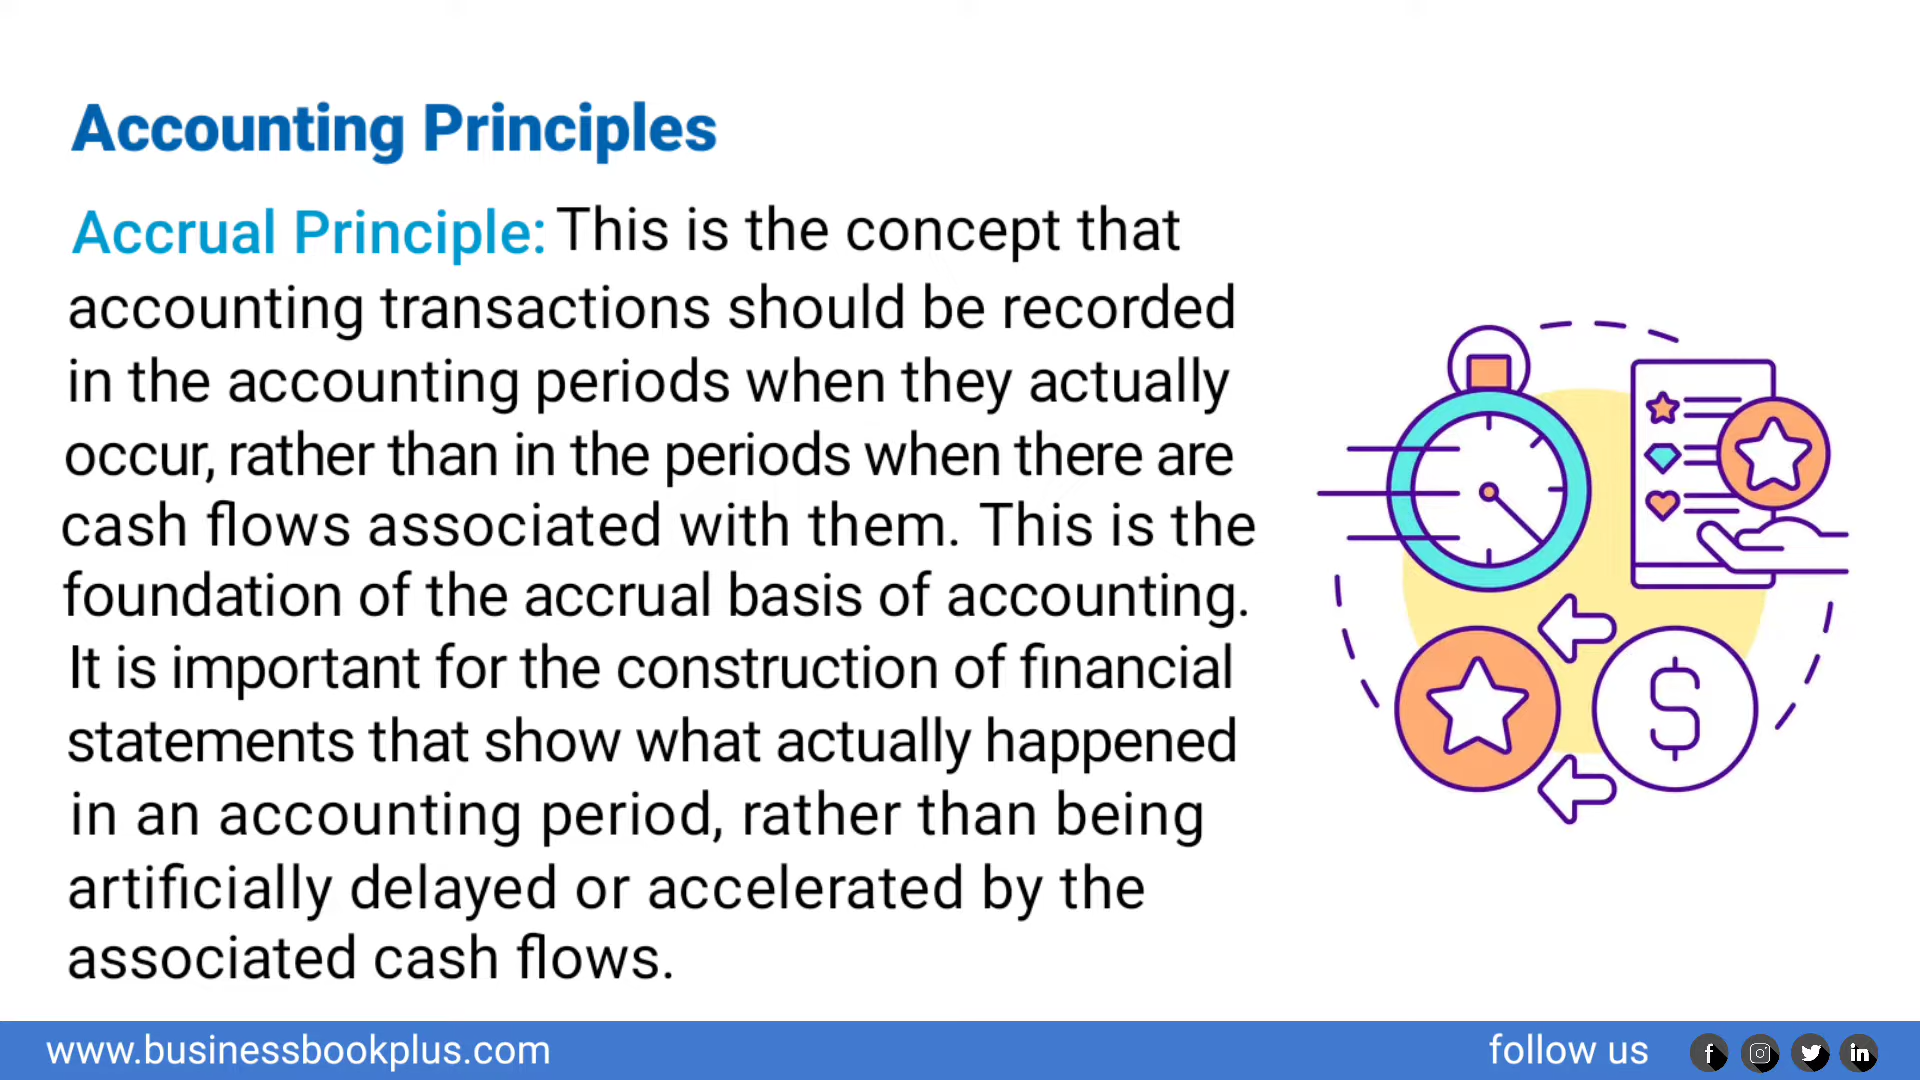 Accounting Principles
Accrual Principle: This is the concept that
accounting transactions should be recorded
in the accounting periods when they actually
occur, rather than in the periods when there are
cash flows associated with them. This is the
foundation of the accrual basis of accounting.
It is important for the construction of financial
statements that show what actually happened
in an accounting period, rather than being
artificially delayed or accelerated by the
associated cash flows.
$
www.businessbookplus.com
follow us